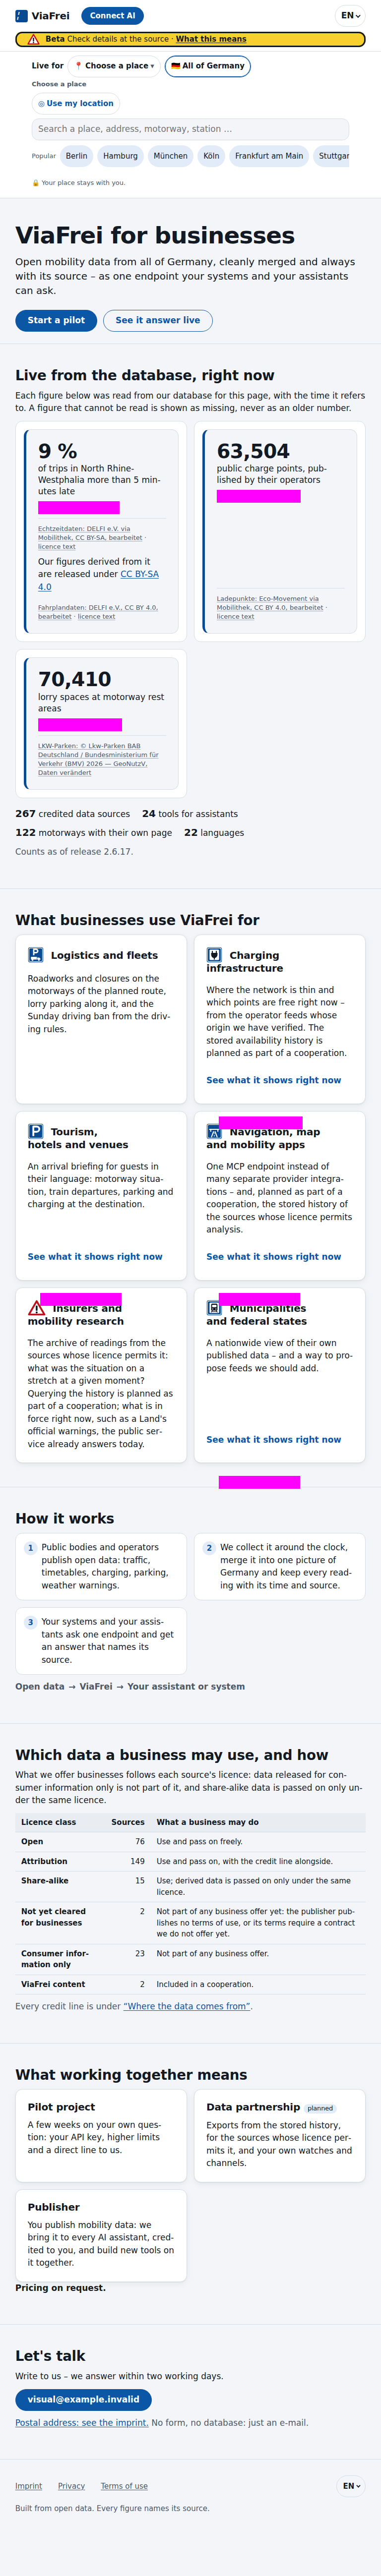 ViaFrei
Connect AI
EN
Beta Check details at the source · What this means
Live for
Choose a place
All of Germany
Choose a place
Use my location
Search a place, address, motorway, station …
Popular
Berlin
Hamburg
München
Köln
Frankfurt am Main
Stuttgar
Your place stays with you.
ViaFrei for businesses
Open mobility data from all of Germany, cleanly merged and always
with its source – as one endpoint your systems and your assistants
can ask.
Start a pilot
See it answer live
Live from the database, right now
Each figure below was read from our database for this page, with the time it refers
to. A figure that cannot be read is shown as missing, never as an older number.
9 %
of trips in North Rhine-
Westphalia more than 5 min-
utes late
Echtzeitdaten: DELFI e.V. via
Mobilithek, CC BY-SA, bearbeitet ·
licence text
Our figures derived from it
are released under CC BY-SA
4.0
Fahrplandaten: DELFI e.V., CC BY 4.0,
bearbeitet · licence text
63,504
public charge points, pub-
lished by their operators
Ladepunkte: Eco-Movement via
Mobilithek, CC BY 4.0, bearbeitet ·
licence text
70,410
lorry spaces at motorway rest
areas
LKW-Parken: © Lkw-Parken BAB
Deutschland / Bundesministerium für
Verkehr (BMV) 2026 — GeoNutzV,
Daten verändert
267 credited data sources
24 tools for assistants
122 motorways with their own page
22 languages
Counts as of release 2.6.17.
What businesses use ViaFrei for
Logistics and fleets
Roadworks and closures on the
motorways of the planned route,
lorry parking along it, and the
Sunday driving ban from the driv-
ing rules.
Charging
infrastructure
Where the network is thin and
which points are free right now –
from the operator feeds whose
origin we have verified. The
stored availability history is
planned as part of a cooperation.
See what it shows right now
Tourism,
hotels and venues
An arrival briefing for guests in
their language: motorway situa-
tion, train departures, parking and
charging at the destination.
See what it shows right now
Navigation, map
and mobility apps
One MCP endpoint instead of
many separate provider integra-
tions – and, planned as part of a
cooperation, the stored history of
the sources whose licence permits
analysis.
See what it shows right now
Insurers and
mobility research
The archive of readings from the
sources whose licence permits it:
what was the situation on a
stretch at a given moment?
Querying the history is planned as
part of a cooperation; what is in
force right now, such as a Land's
official warnings, the public ser-
vice already answers today.
Municipalities
and federal states
A nationwide view of their own
published data – and a way to pro-
pose feeds we should add.
See what it shows right now
How it works
1 Public bodies and operators
publish open data: traffic,
timetables, charging, parking,
weather warnings.
2 We collect it around the clock,
merge it into one picture of
Germany and keep every read-
ing with its time and source.
3 Your systems and your assis-
tants ask one endpoint and get
an answer that names its
source.
Open data → ViaFrei → Your assistant or system
Which data a business may use, and how
What we offer businesses follows each source's licence: data released for con-
sumer information only is not part of it, and share-alike data is passed on only un-
der the same licence.
Licence class Sources What a business may do
Open 76 Use and pass on freely.
Attribution 149 Use and pass on, with the credit line alongside.
Share-alike 15 Use; derived data is passed on only under the same
licence.
Not yet cleared
for businesses
2 Not part of any business offer yet: the publisher pub-
lishes no terms of use, or its terms require a contract
we do not offer yet.
Consumer infor-
mation only
23 Not part of any business offer.
ViaFrei content 2 Included in a cooperation.
Every credit line is under “Where the data comes from”.
What working together means
Pilot project
A few weeks on your own ques-
tion: your API key, higher limits
and a direct line to us.
Data partnership planned
Exports from the stored history,
for the sources whose licence per-
mits it, and your own watches and
channels.
Publisher
You publish mobility data: we
bring it to every AI assistant, cred-
ited to you, and build new tools on
it together.
Pricing on request.
Let's talk
Write to us – we answer within two working days.
visual@example.invalid
Postal address: see the imprint. No form, no database: just an e-mail.
Imprint
Privacy
Terms of use
EN
Built from open data. Every figure names its source.